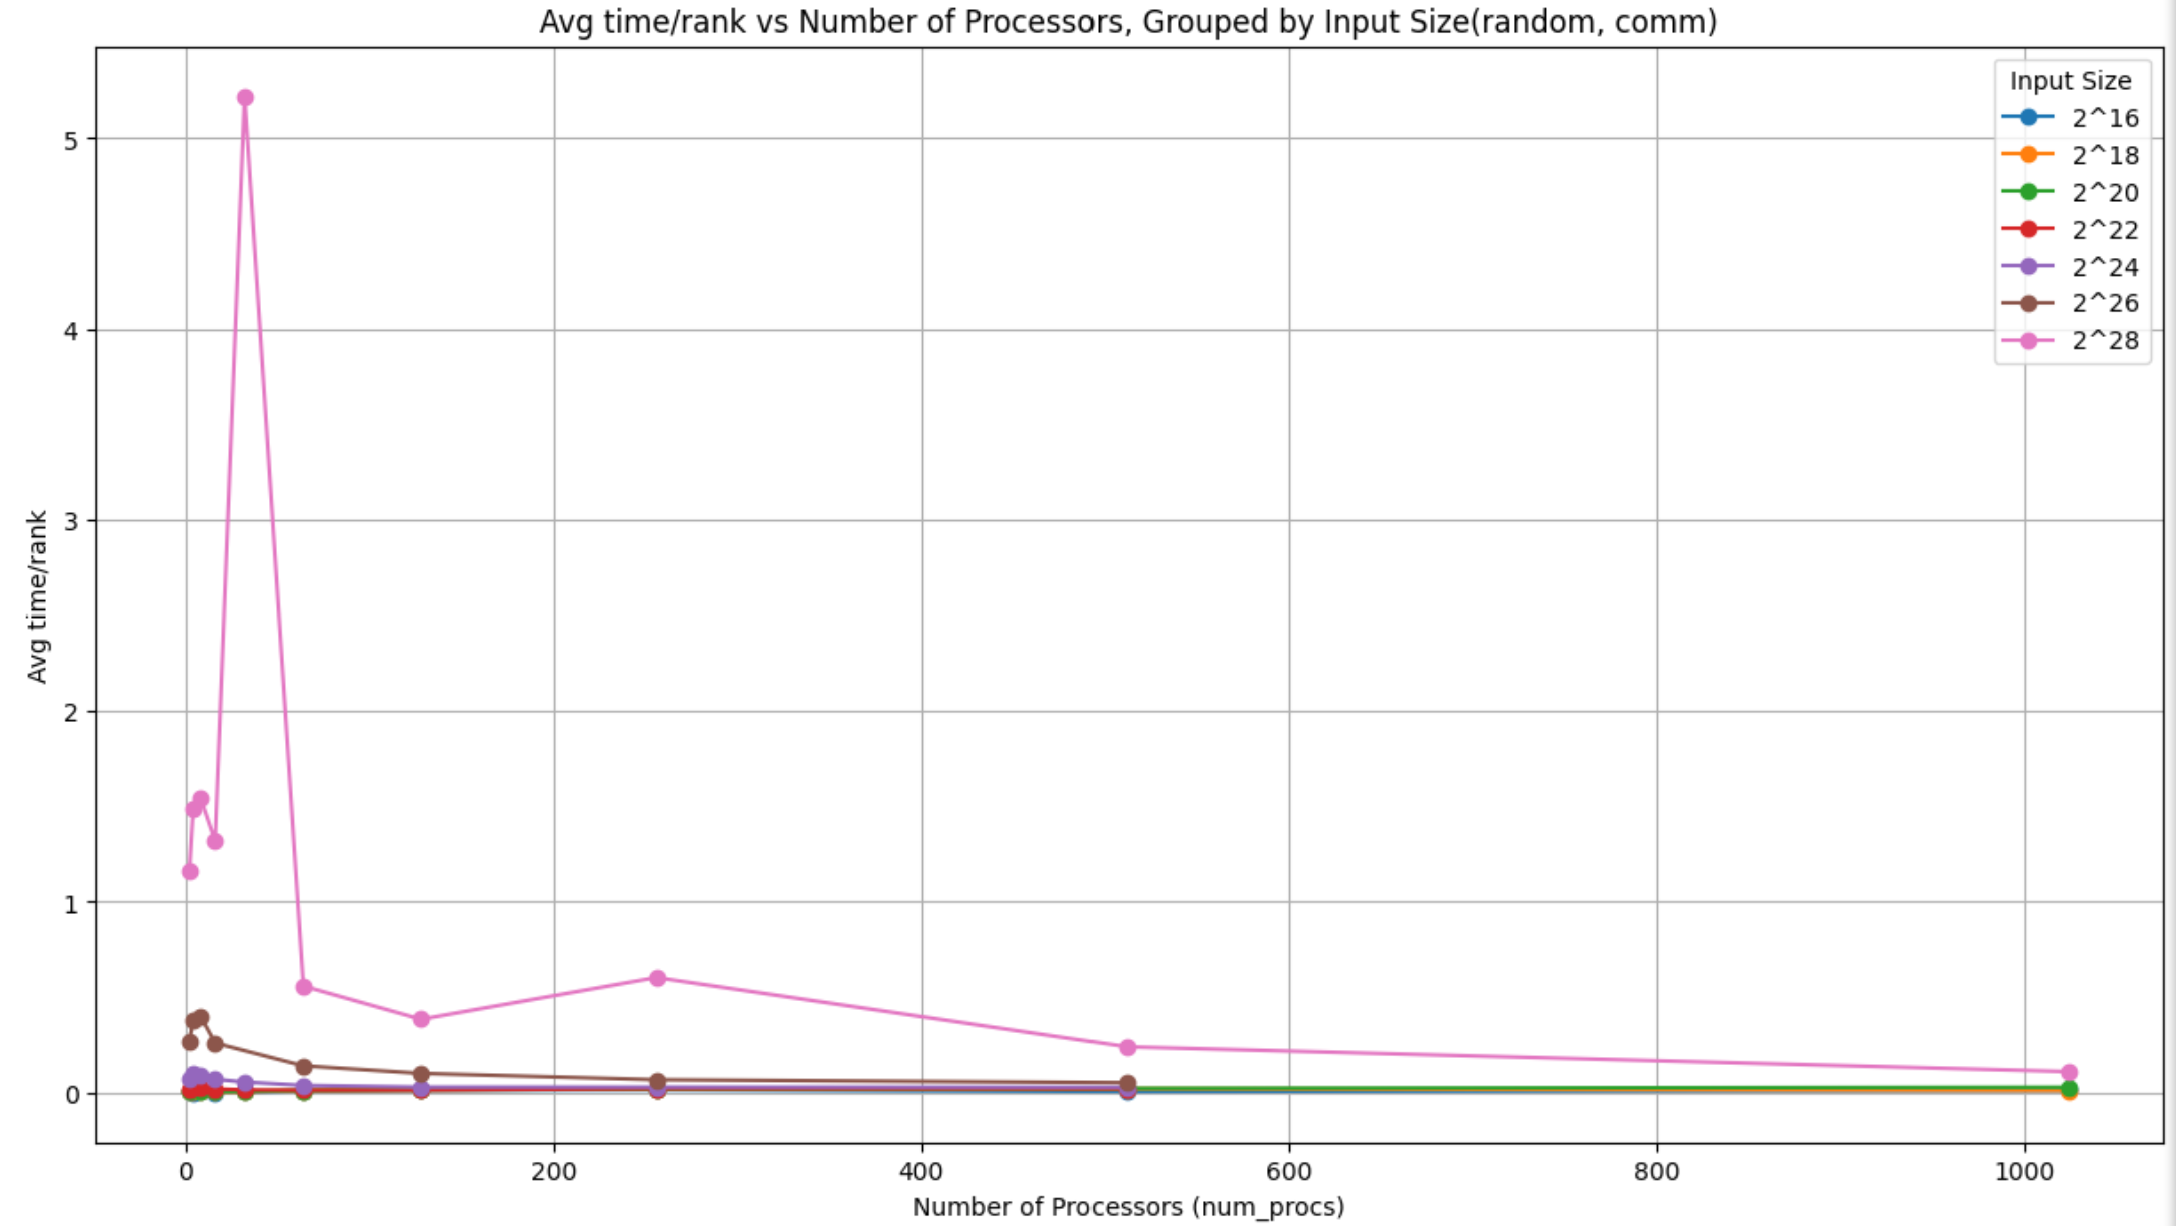 Avg time/rank vs Number of Processors, Grouped by Input Size(random, comm)
Input Size
2^16
2^18
2^20
2^22
2^24
2^26
2^28
5
4
3
2
1
0
Avg time/rank
0 200 400 600 800 1000
Number of Processors (num_procs)